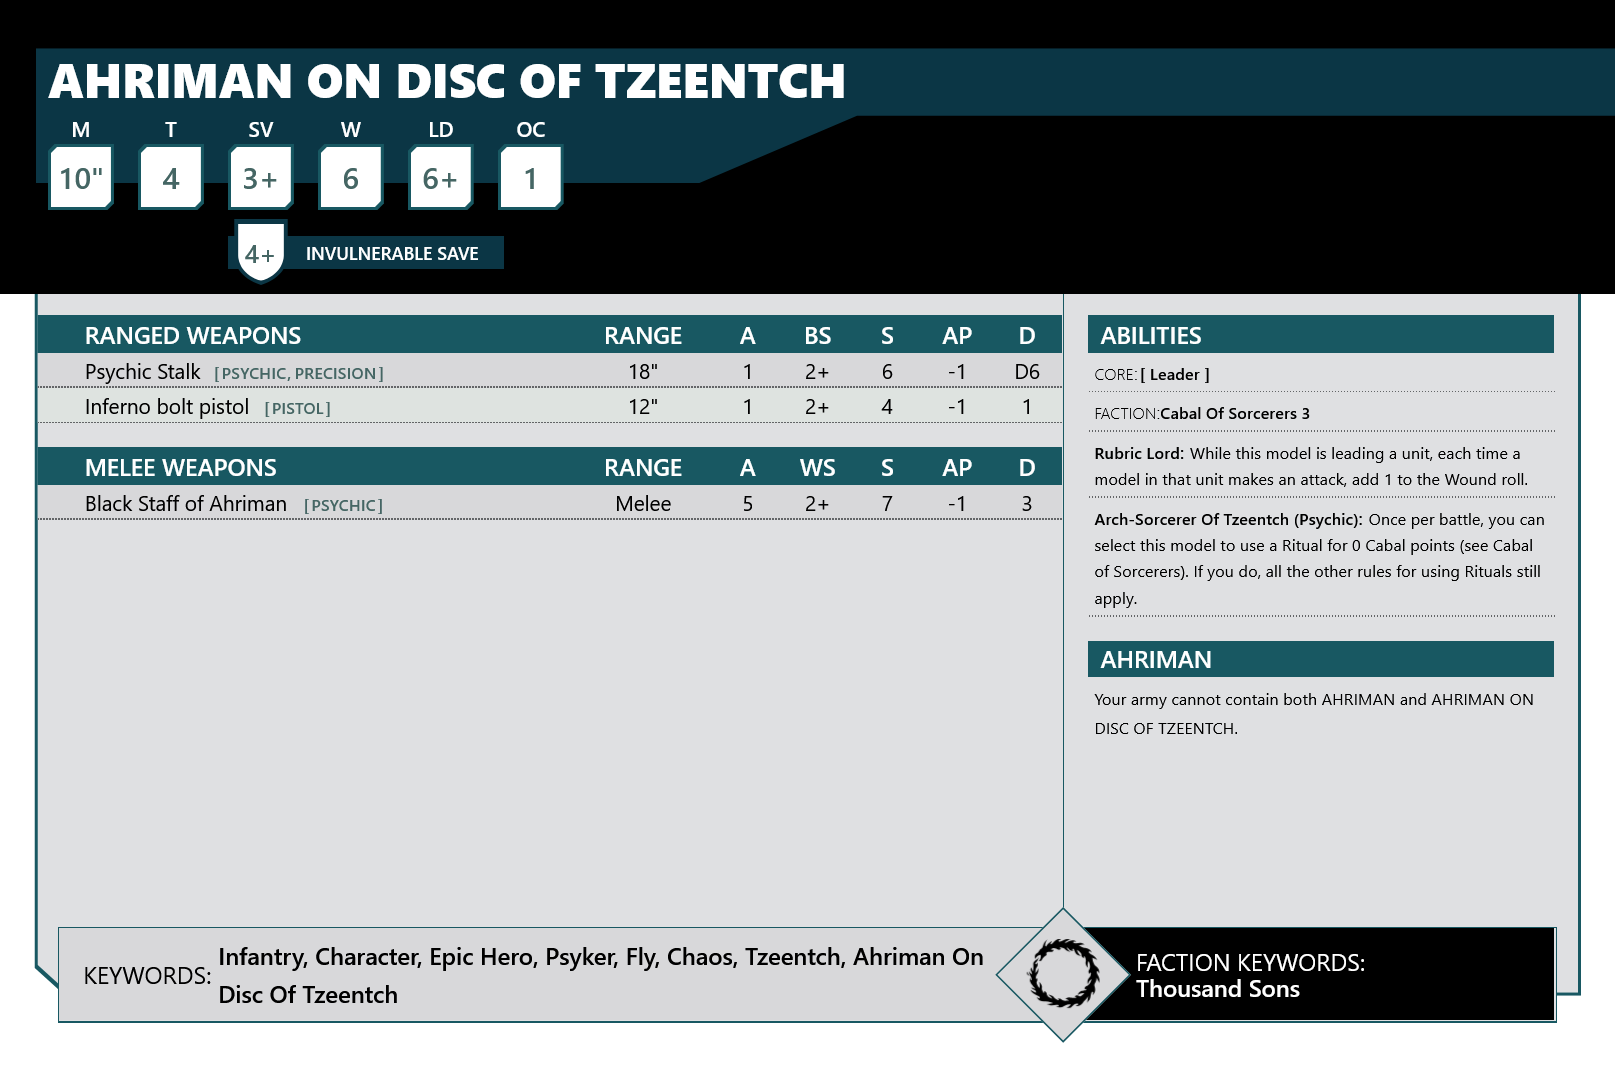 AHRIMAN ON DISC OF TZEENTCH
M T SV W LD OC
10" 4 3+ 6 6+ 1
4+ INVULNERABLE SAVE
RANGED WEAPONS RANGE A BS S AP D
Psychic Stalk [PSYCHIC, PRECISION] 18" 1 2+ 6 -1 D6
Inferno bolt pistol [PISTOL] 12" 1 2+ 4 -1 1
MELEE WEAPONS RANGE A WS S AP D
Black Staff of Ahriman [PSYCHIC] Melee 5 2+ 7 -1 3
ABILITIES
CORE: [ Leader ]
FACTION:Cabal Of Sorcerers 3
Rubric Lord: While this model is leading a unit, each time a
model in that unit makes an attack, add 1 to the Wound roll.
Arch-Sorcerer Of Tzeentch (Psychic): Once per battle, you can
select this model to use a Ritual for 0 Cabal points (see Cabal
of Sorcerers). If you do, all the other rules for using Rituals still
apply.
AHRIMAN
Your army cannot contain both AHRIMAN and AHRIMAN ON
DISC OF TZEENTCH.
KEYWORDS: Infantry, Character, Epic Hero, Psyker, Fly, Chaos, Tzeentch, Ahriman On
Disc Of Tzeentch
FACTION KEYWORDS:
Thousand Sons